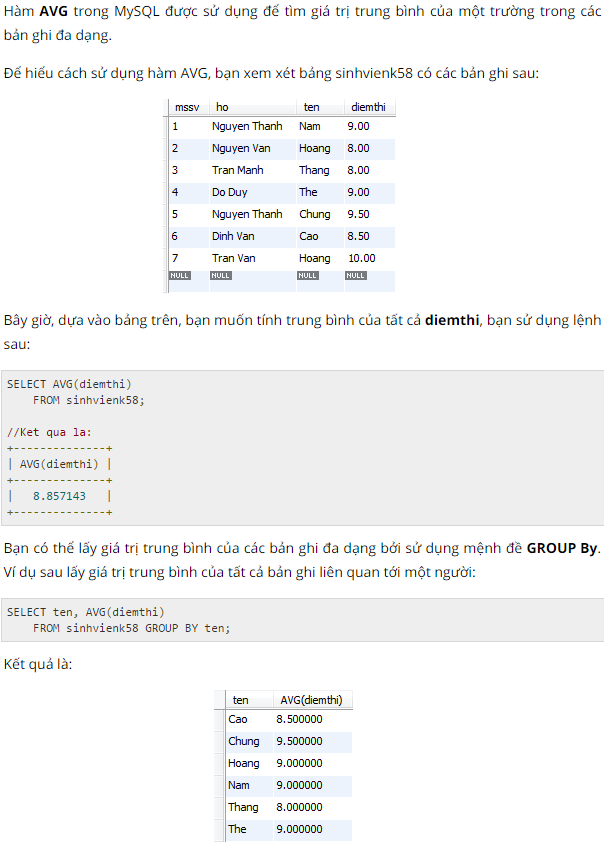 Hàm AVG trong MySQL được sử dụng để tìm giá trị trung bình của một trường trong các
bản ghi đa dạng.
Để hiểu cách sử dụng hàm AVG, bạn xem xét bảng sinhvienk58 có các bản ghi sau:
mssv ho ten diemthi
1 Nguyen Thanh Nam 9.00
2 Nguyen Van Hoang 8.00
3 Tran Manh Thang 8.00
4 Do Duy The 9.00
5 Nguyen Thanh Chung 9.50
6 Dinh Van Cao 8.50
7 Tran Van Hoang 10.00
NULL NULL NULL NULL
Bây giờ, dựa vào bảng trên, bạn muốn tính trung bình của tất cả diemthi, bạn sử dụng lệnh
sau:
SELECT AVG(diemthi)
FROM sinhvienk58;
//Ket qua la:
+--------------+
| AVG(diemthi) |
+--------------+
| 8.857143 |
+--------------+
Bạn có thể lấy giá trị trung bình của các bản ghi đa dạng bởi sử dụng mệnh đề GROUP By.
Ví dụ sau lấy giá trị trung bình của tất cả bản ghi liên quan tới một người:
SELECT ten, AVG(diemthi)
FROM sinhvienk58 GROUP BY ten;
Kết quả là:
ten AVG(diemthi)
Cao 8.500000
Chung 9.500000
Hoang 9.000000
Nam 9.000000
Thang 8.000000
The 9.000000